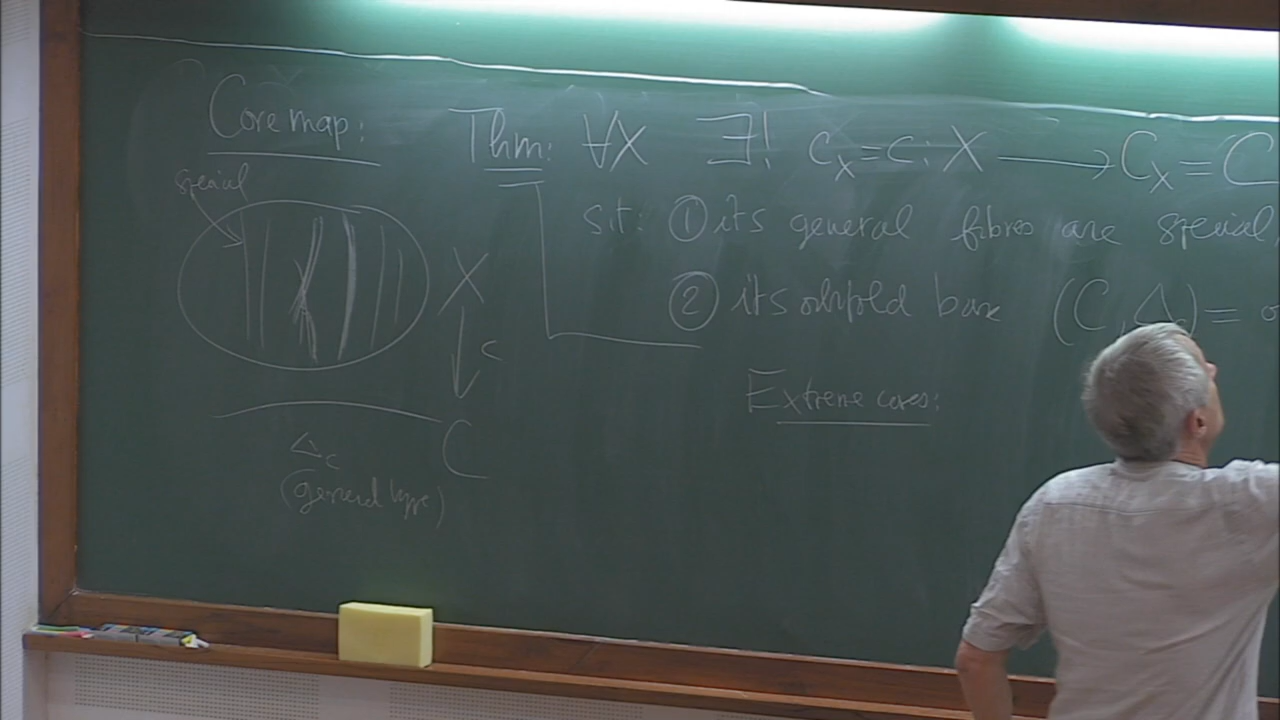 Core map:
Thm: ∀X ∃! c_X = c : X ⟶ C_X = C
special
s.t: ① its general fibres are special
② its orbifold base (C, Δ_c) =
X
↓ c
C
Δ_c
(general type)
Extreme cases: